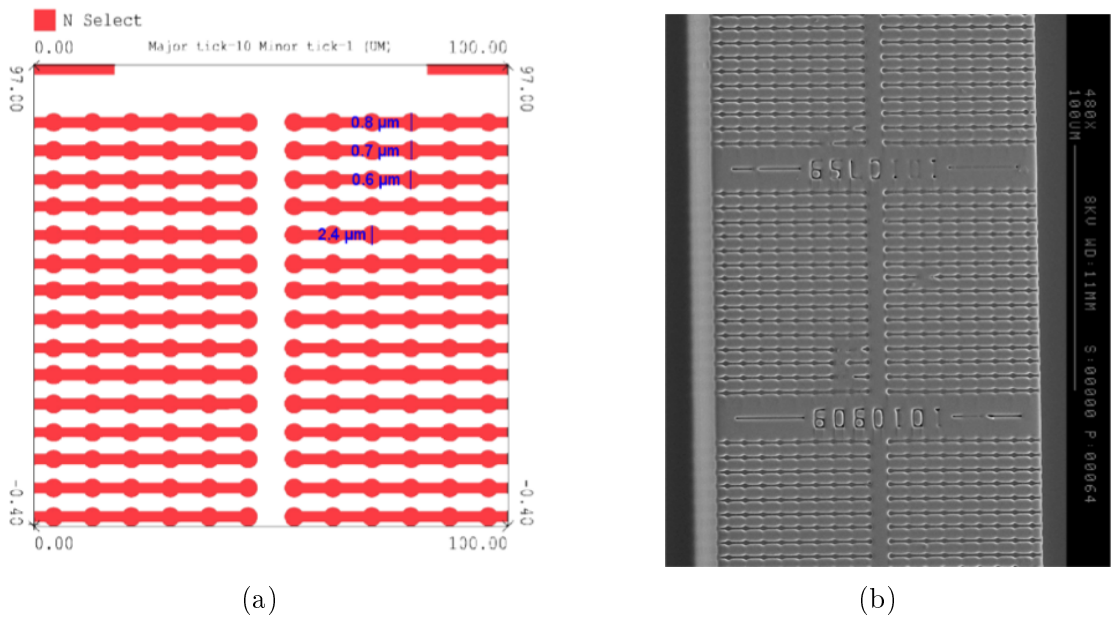 N Select
0.00 Major tick-10 Minor tick-1 (UM) 100.00
97.00 97.00
0.8 µm
0.7 µm
0.6 µm
2.4 µm
-0.40 -0.40
0.00 100.00
480X 8KU WD:11MM S:00000 P:00064
100UM
1010759
1010909
(a) (b)